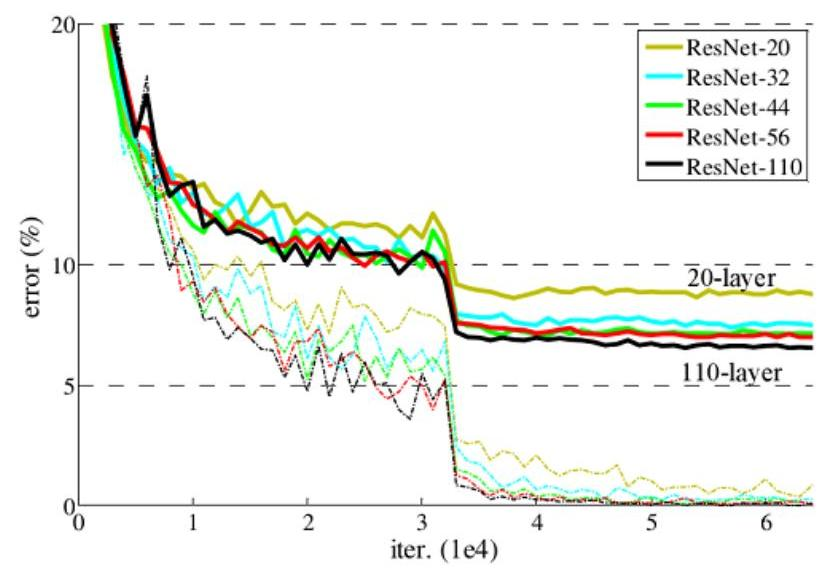 20
ResNet-20
ResNet-32
ResNet-44
ResNet-56
ResNet-110
error (%)
10
20-layer
5
110-layer
0
0 1 2 3 4 5 6
iter. (1e4)